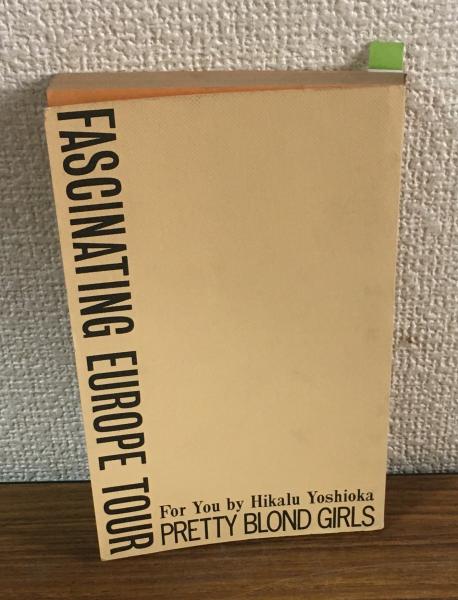 FASCINATING EUROPE TOUR
For You by Hikalu Yoshioka
PRETTY BLOND GIRLS